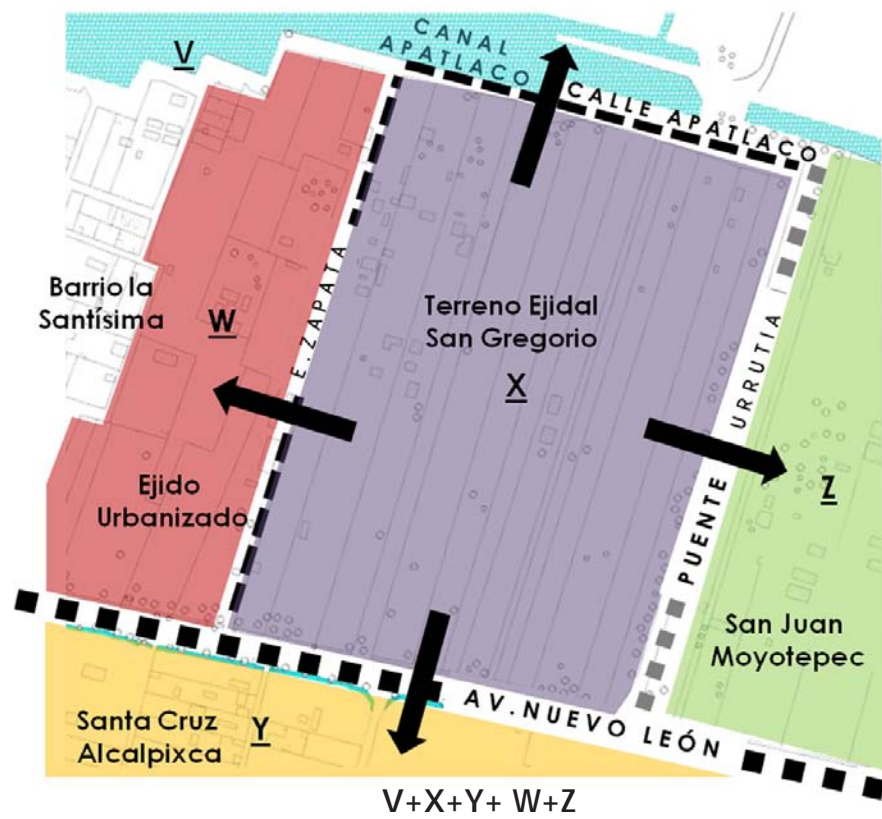 V
CANAL
APATLACO
CALLE APATLACO
Barrio la
Santísima
W
E. ZAPATA
Terreno Ejidal
San Gregorio
X
PUENTE URRUTIA
Z
Ejido
Urbanizado
San Juan
Moyotepec
Santa Cruz
Alcalpixca
Y
AV. NUEVO LEÓN
V+X+Y+ W+Z